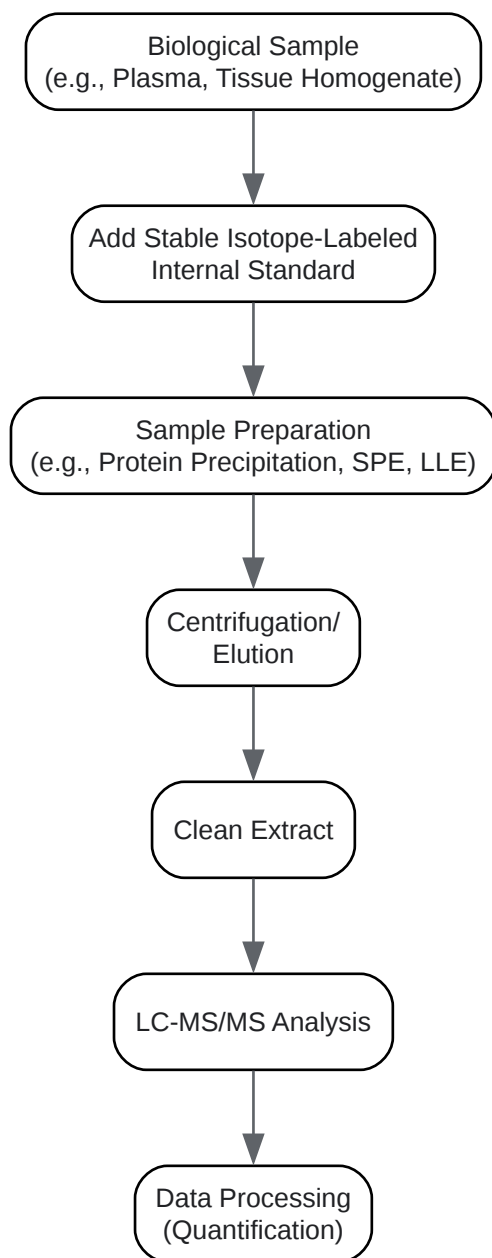 Biological Sample
(e.g., Plasma, Tissue Homogenate)
Add Stable Isotope-Labeled
Internal Standard
Sample Preparation
(e.g., Protein Precipitation, SPE, LLE)
Centrifugation/
Elution
Clean Extract
LC-MS/MS Analysis
Data Processing
(Quantification)